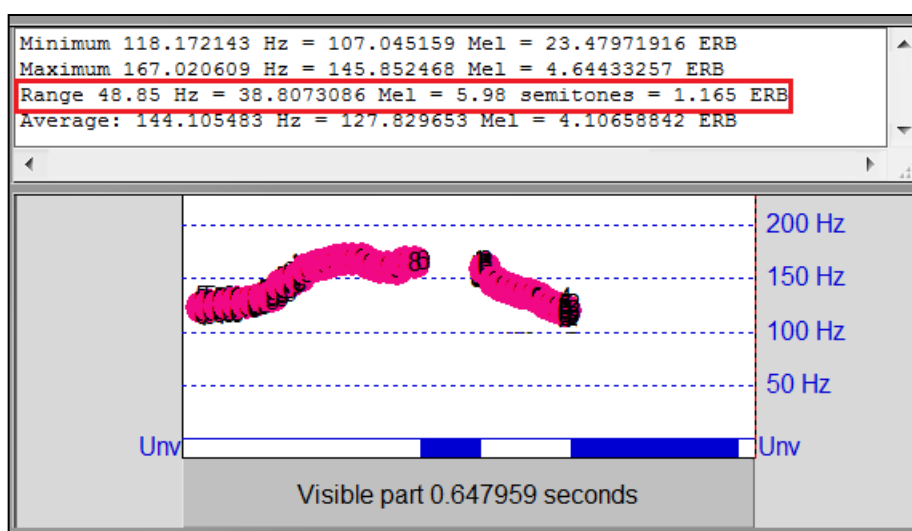 Minimum 118.172143 Hz = 107.045159 Mel = 23.47971916 ERB
Maximum 167.020609 Hz = 145.852468 Mel = 4.64433257 ERB
Range 48.85 Hz = 38.8073086 Mel = 5.98 semitones = 1.165 ERB
Average: 144.105483 Hz = 127.829653 Mel = 4.10658842 ERB
200 Hz
150 Hz
100 Hz
50 Hz
Unv Unv
Visible part 0.647959 seconds